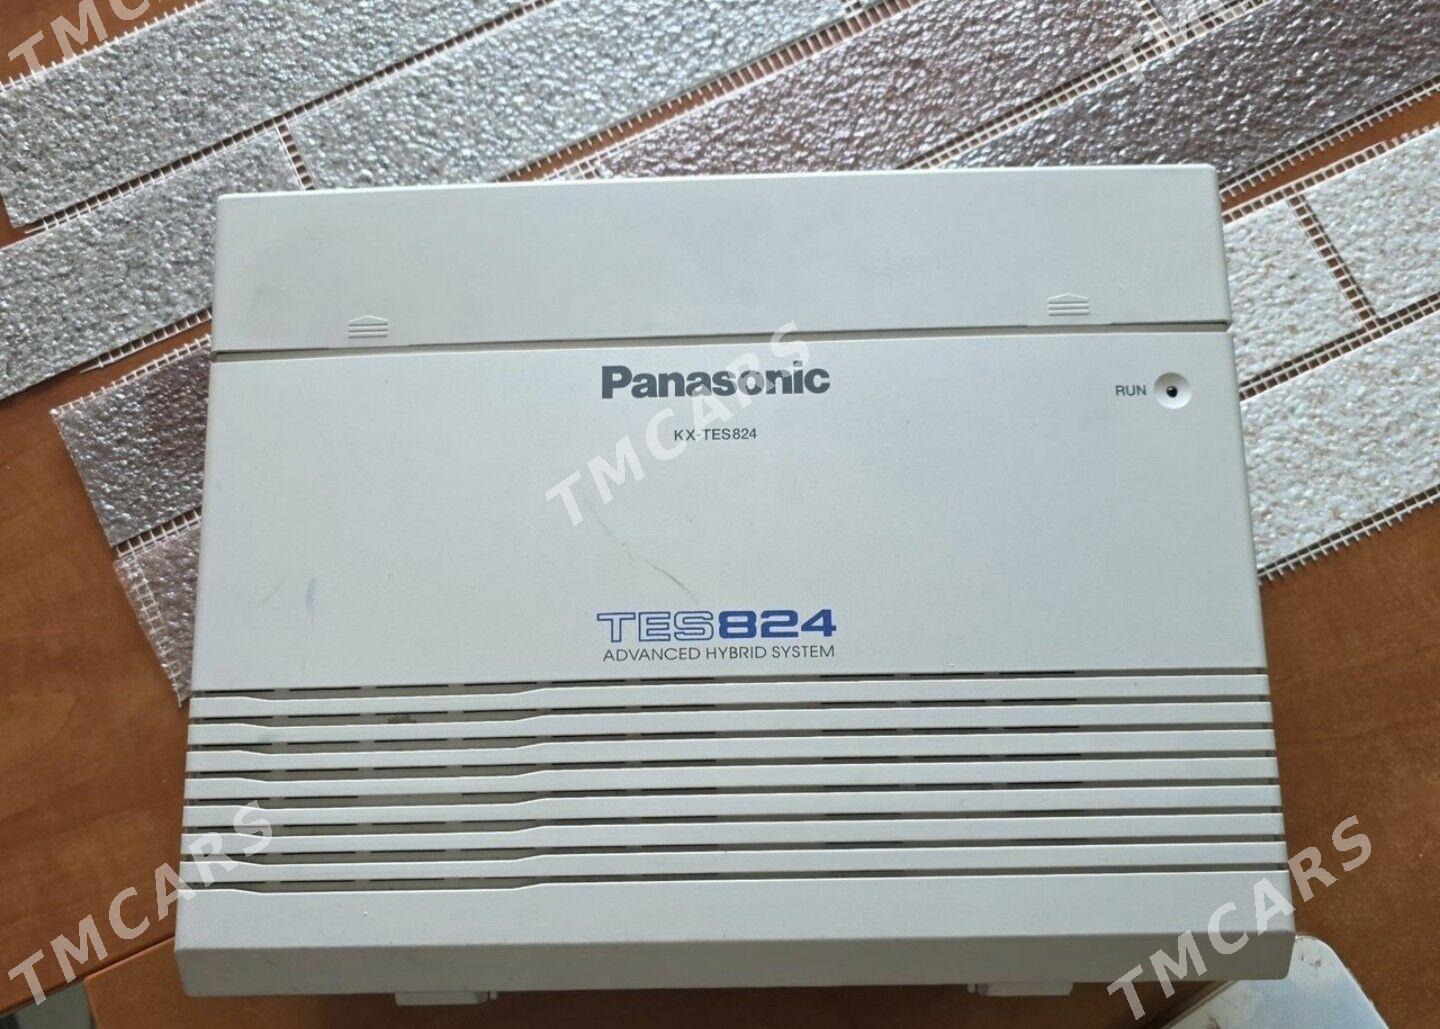 TMCARS
TMCARS
Panasonic
RUN
KX-TES824
TMCARS
TES824
ADVANCED HYBRID SYSTEM
TMCARS
TMCARS